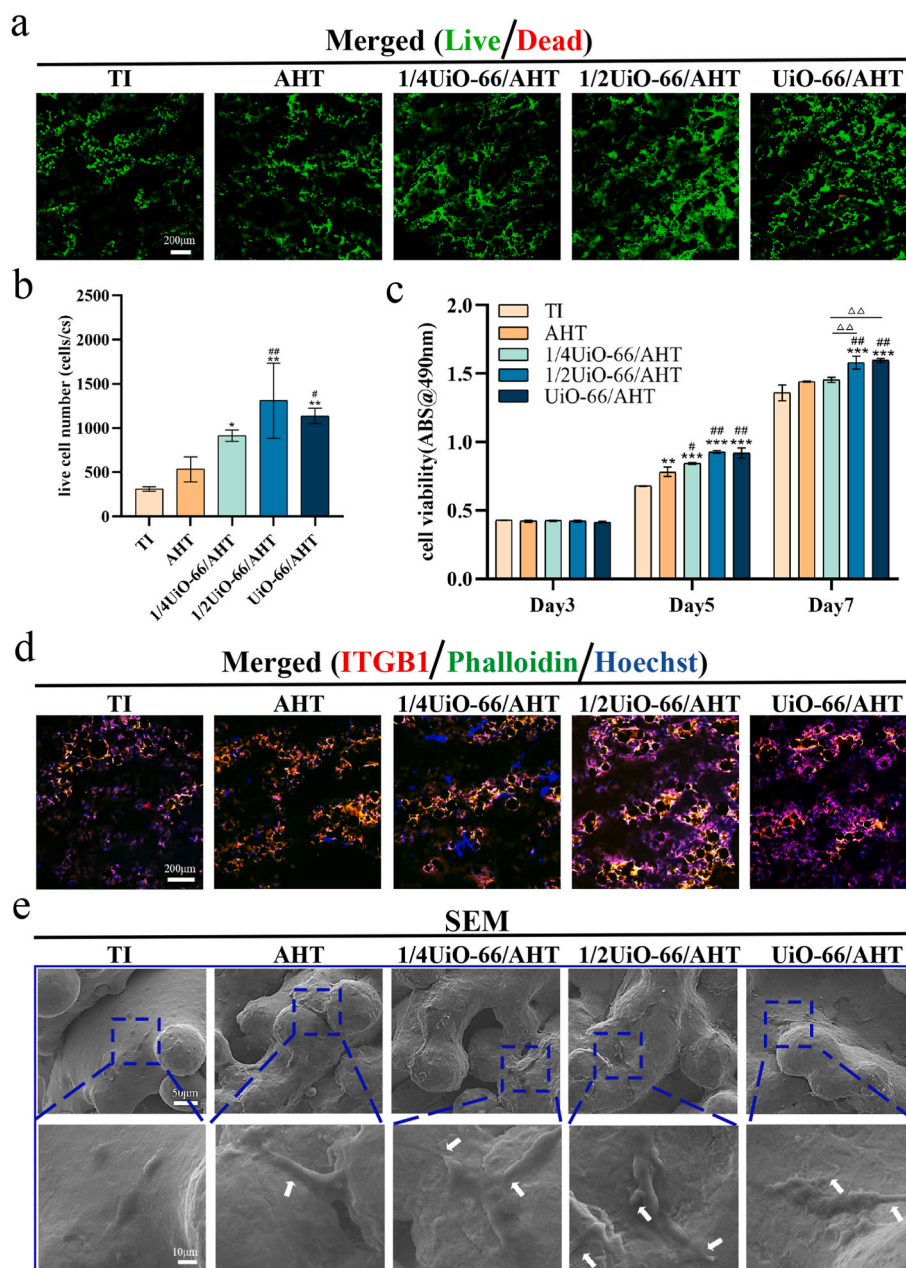 a
Merged (Live/Dead)
TI AHT 1/4UiO-66/AHT 1/2UiO-66/AHT UiO-66/AHT
200μm
b
live cell number (cells/cs)
2500
2000
1500
1000
500
0
*
##
**
#
**
TI
AHT
1/4UiO-66/AHT
1/2UiO-66/AHT
UiO-66/AHT
c
cell viability(ABS@490nm)
2.0
1.5
1.0
0.5
0.0
TI
AHT
1/4UiO-66/AHT
1/2UiO-66/AHT
UiO-66/AHT
**
#
***
##
***
##
***
△△
△△
##
***
##
***
Day3 Day5 Day7
d
Merged (ITGB1/Phalloidin/Hoechst)
TI AHT 1/4UiO-66/AHT 1/2UiO-66/AHT UiO-66/AHT
200μm
e
SEM
TI AHT 1/4UiO-66/AHT 1/2UiO-66/AHT UiO-66/AHT
50μm
10μm